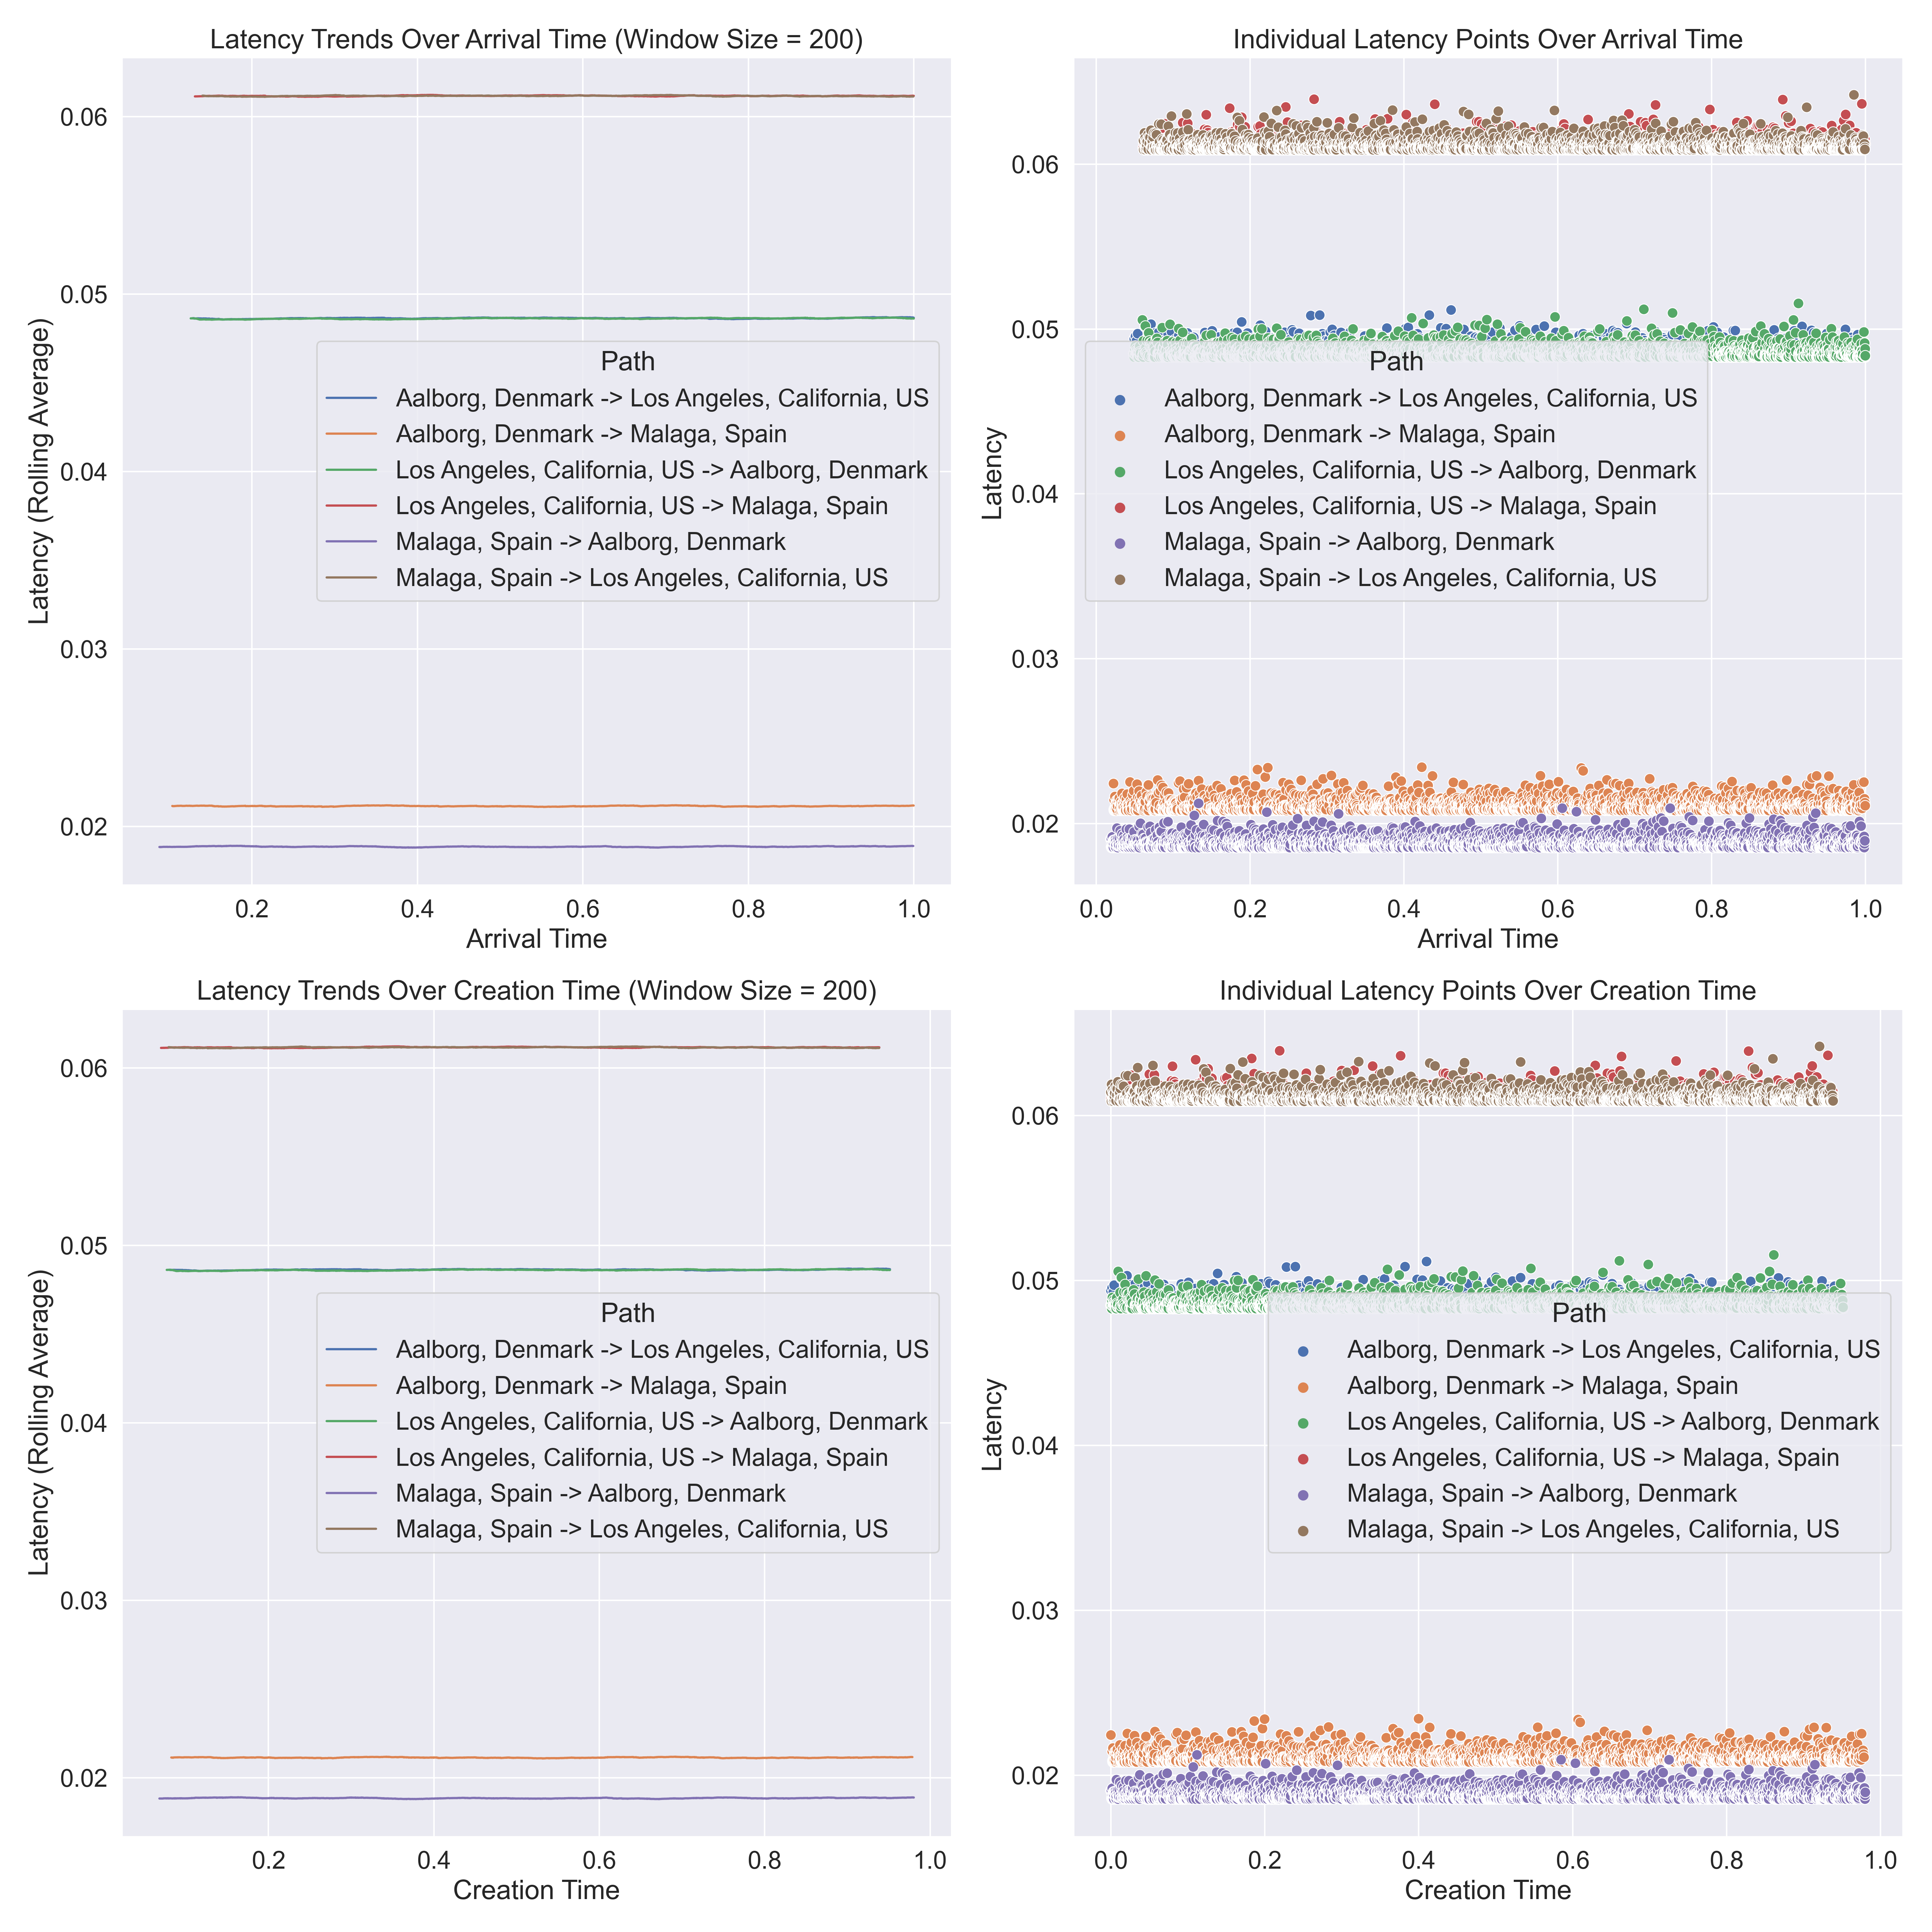 Latency Trends Over Arrival Time (Window Size = 200)
Latency (Rolling Average)
0.06
0.05
0.04
0.03
0.02
Path
Aalborg, Denmark -> Los Angeles, California, US
Aalborg, Denmark -> Malaga, Spain
Los Angeles, California, US -> Aalborg, Denmark
Los Angeles, California, US -> Malaga, Spain
Malaga, Spain -> Aalborg, Denmark
Malaga, Spain -> Los Angeles, California, US
0.2 0.4 0.6 0.8 1.0
Arrival Time
Individual Latency Points Over Arrival Time
Latency
0.06
0.05
0.04
0.03
0.02
Path
Aalborg, Denmark -> Los Angeles, California, US
Aalborg, Denmark -> Malaga, Spain
Los Angeles, California, US -> Aalborg, Denmark
Los Angeles, California, US -> Malaga, Spain
Malaga, Spain -> Aalborg, Denmark
Malaga, Spain -> Los Angeles, California, US
0.0 0.2 0.4 0.6 0.8 1.0
Arrival Time
Latency Trends Over Creation Time (Window Size = 200)
Latency (Rolling Average)
0.06
0.05
0.04
0.03
0.02
Path
Aalborg, Denmark -> Los Angeles, California, US
Aalborg, Denmark -> Malaga, Spain
Los Angeles, California, US -> Aalborg, Denmark
Los Angeles, California, US -> Malaga, Spain
Malaga, Spain -> Aalborg, Denmark
Malaga, Spain -> Los Angeles, California, US
0.2 0.4 0.6 0.8 1.0
Creation Time
Individual Latency Points Over Creation Time
Latency
0.06
0.05
0.04
0.03
0.02
Path
Aalborg, Denmark -> Los Angeles, California, US
Aalborg, Denmark -> Malaga, Spain
Los Angeles, California, US -> Aalborg, Denmark
Los Angeles, California, US -> Malaga, Spain
Malaga, Spain -> Aalborg, Denmark
Malaga, Spain -> Los Angeles, California, US
0.0 0.2 0.4 0.6 0.8 1.0
Creation Time